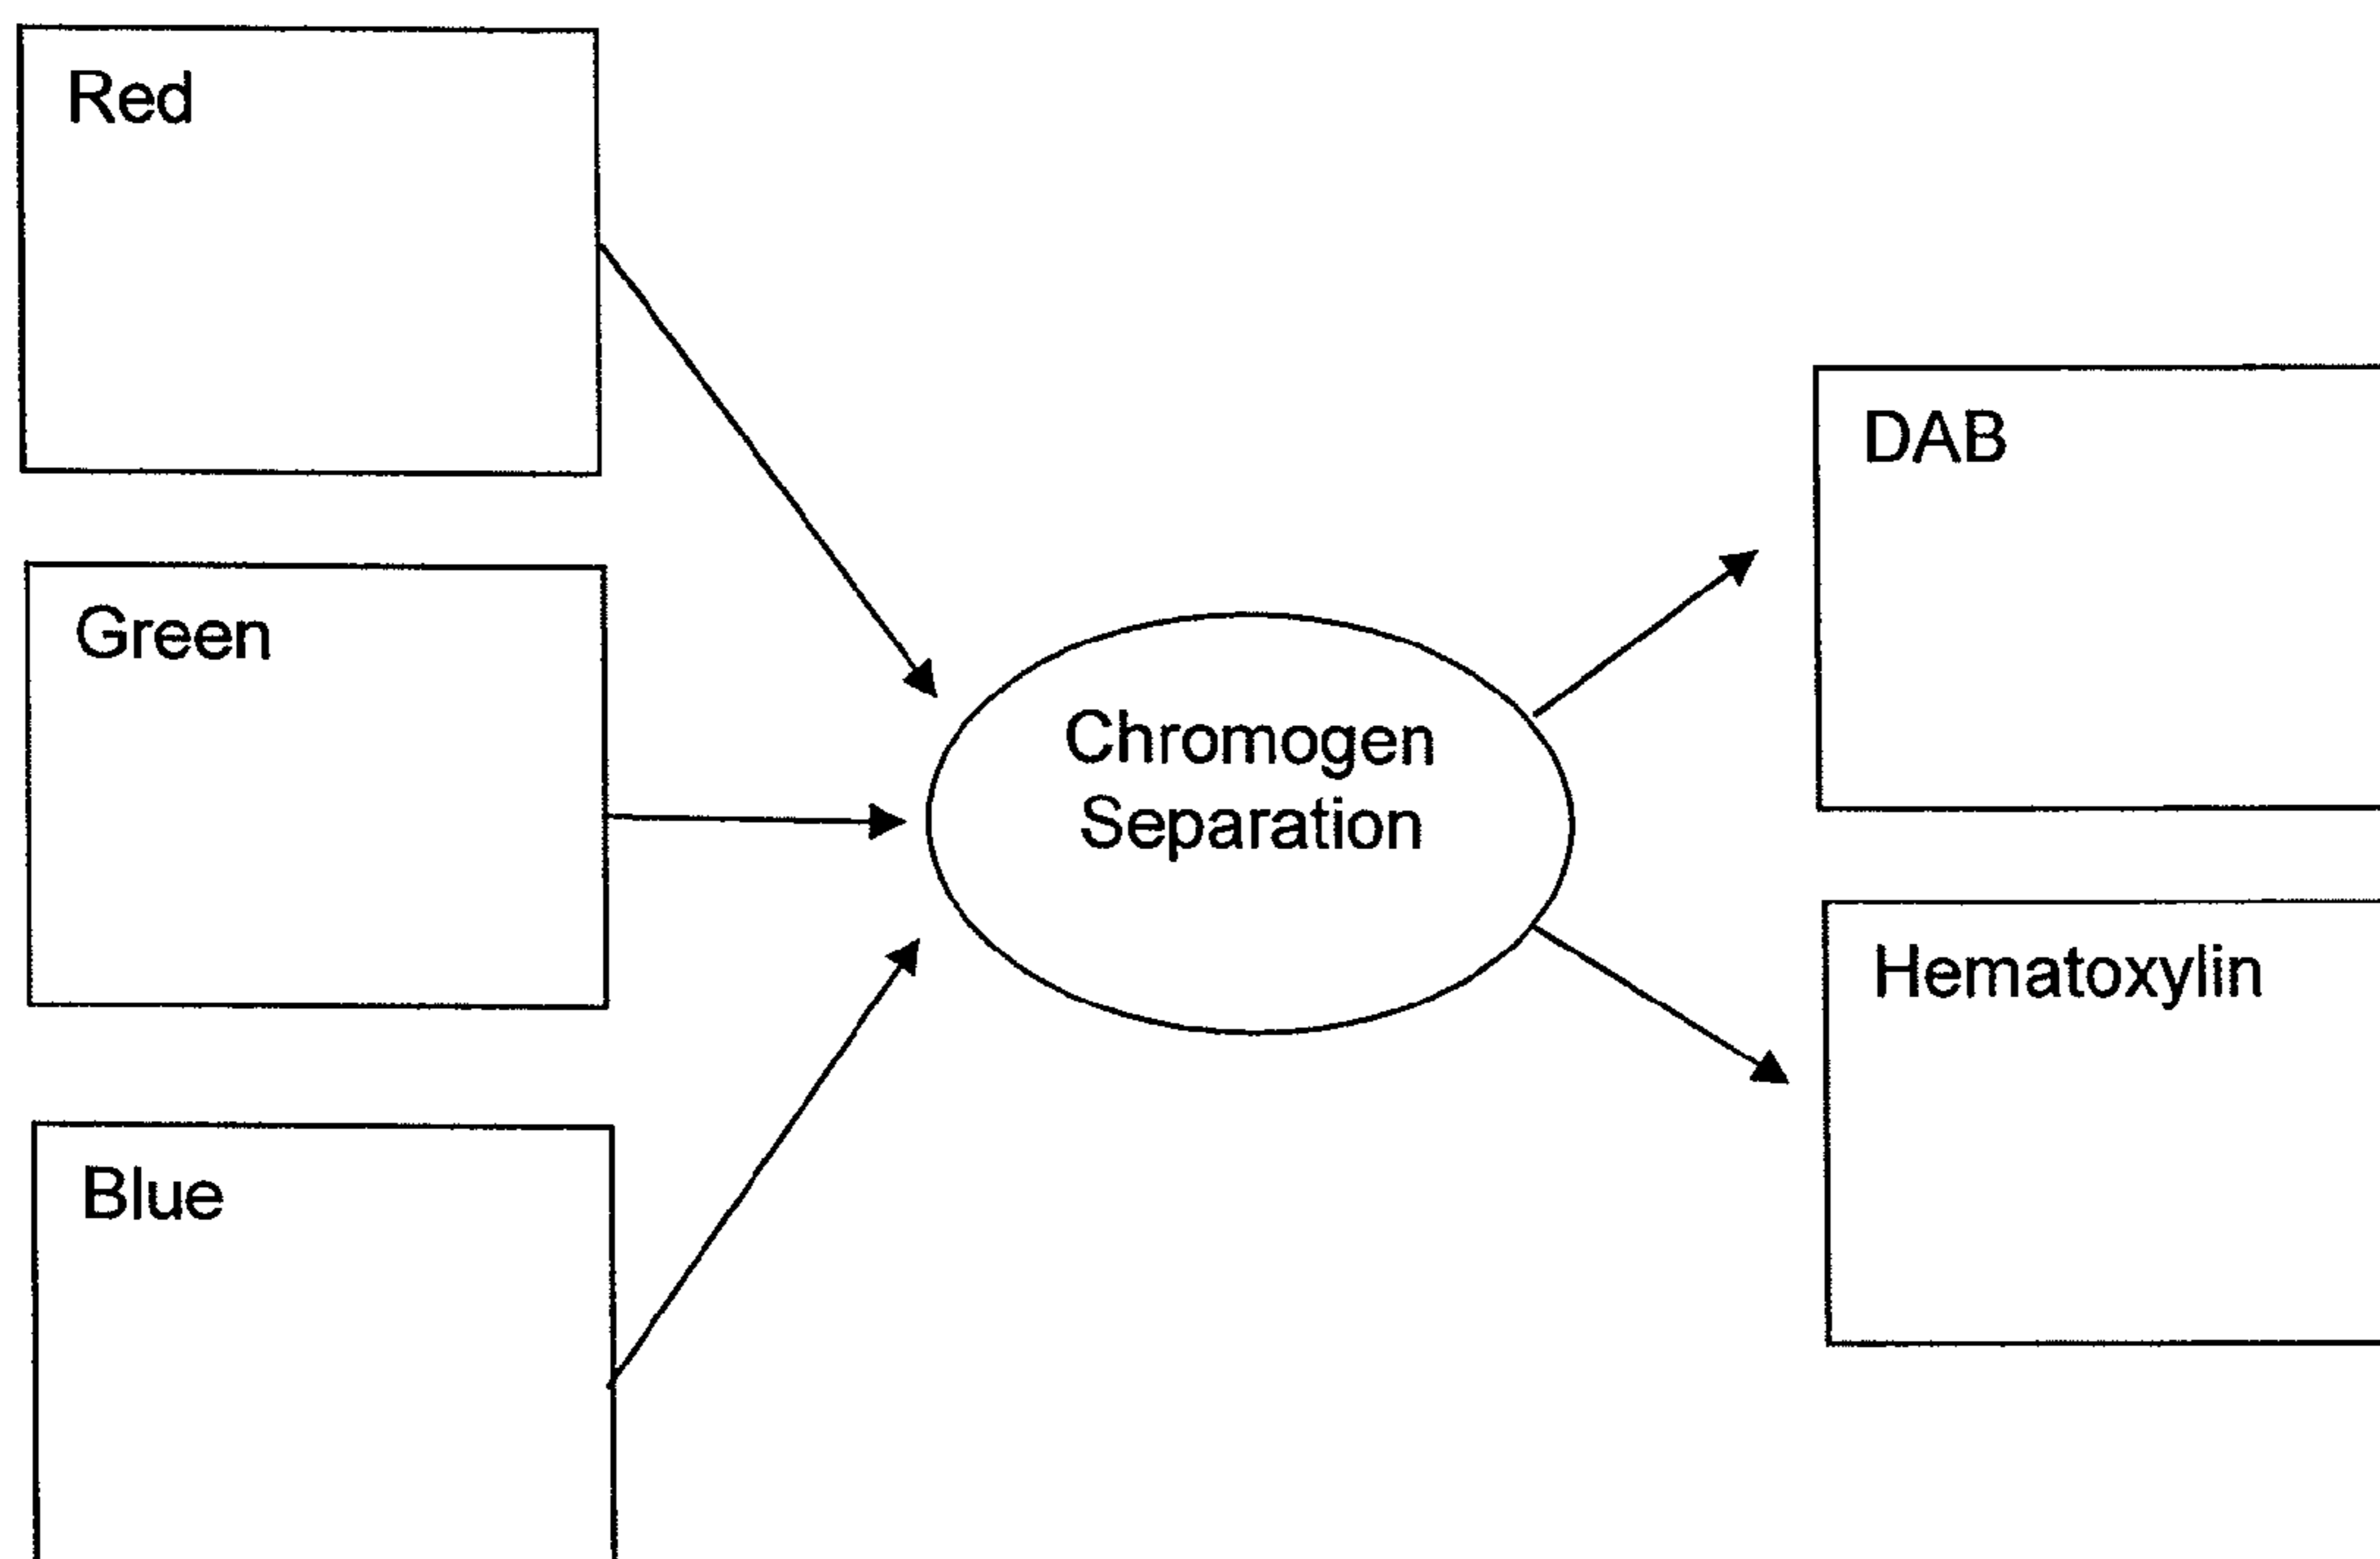 Red
Green
Blue
Chromogen
Separation
DAB
Hematoxylin